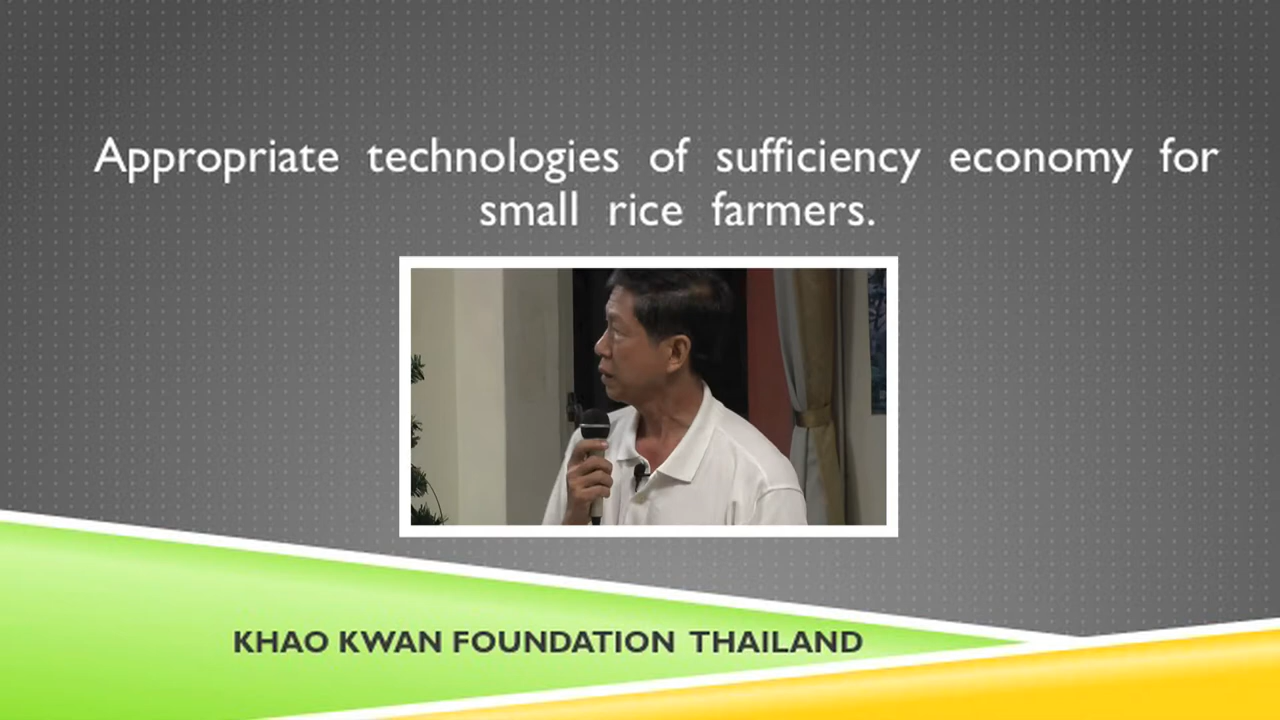 Appropriate technologies of sufficiency economy for
small rice farmers.
KHAO KWAN FOUNDATION THAILAND